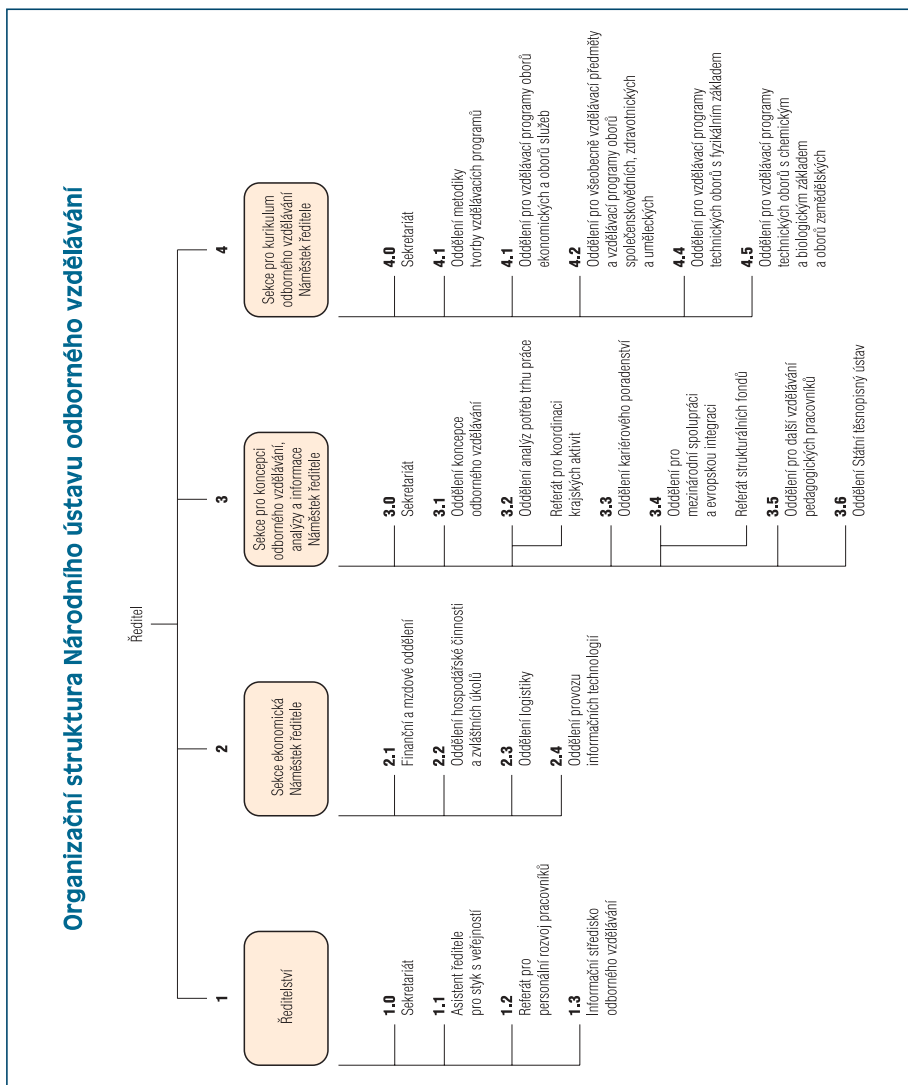 Organizační struktura Národního ústavu odborného vzdělávání
Ředitel
1
Ředitelství
1.0
Sekretariát
1.1
Asistent ředitele
pro styk s veřejností
1.2
Referát pro
personální rozvoj pracovníků
1.3
Informační středisko
odborného vzdělávání
2
Sekce ekonomická
Náměstek ředitele
2.1
Finanční a mzdové oddělení
2.2
Oddělení hospodářské činnosti
a zvláštních úkolů
2.3
Oddělení logistiky
2.4
Oddělení provozu
informačních technologií
3
Sekce pro koncepci
odborného vzdělávání,
analýzy a informace
Náměstek ředitele
3.0
Sekretariát
3.1
Oddělení koncepce
odborného vzdělávání
3.2
Oddělení analýz potřeb trhu práce
Referát pro koordinaci
krajských aktivit
3.3
Oddělení kariérového poradenství
3.4
Oddělení pro
mezinárodní spolupráci
a evropskou integraci
Referát strukturálních fondů
3.5
Oddělení pro další vzdělávání
pedagogických pracovníků
3.6
Oddělení Státní těsnopisný ústav
4
Sekce pro kurikulum
odborného vzdělávání
Náměstek ředitele
4.0
Sekretariát
4.1
Oddělení metodiky
tvorby vzdělávacích programů
4.1
Oddělení pro vzdělávací programy oborů
ekonomických a oborů služeb
4.2
Oddělení pro všeobecně vzdělávací předměty
a vzdělávací programy oborů
společenskovědních, zdravotnických
a uměleckých
4.4
Oddělení pro vzdělávací programy
technických oborů s fyzikálním základem
4.5
Oddělení pro vzdělávací programy
technických oborů s chemickým
a biologickým základem
a oborů zemědělských